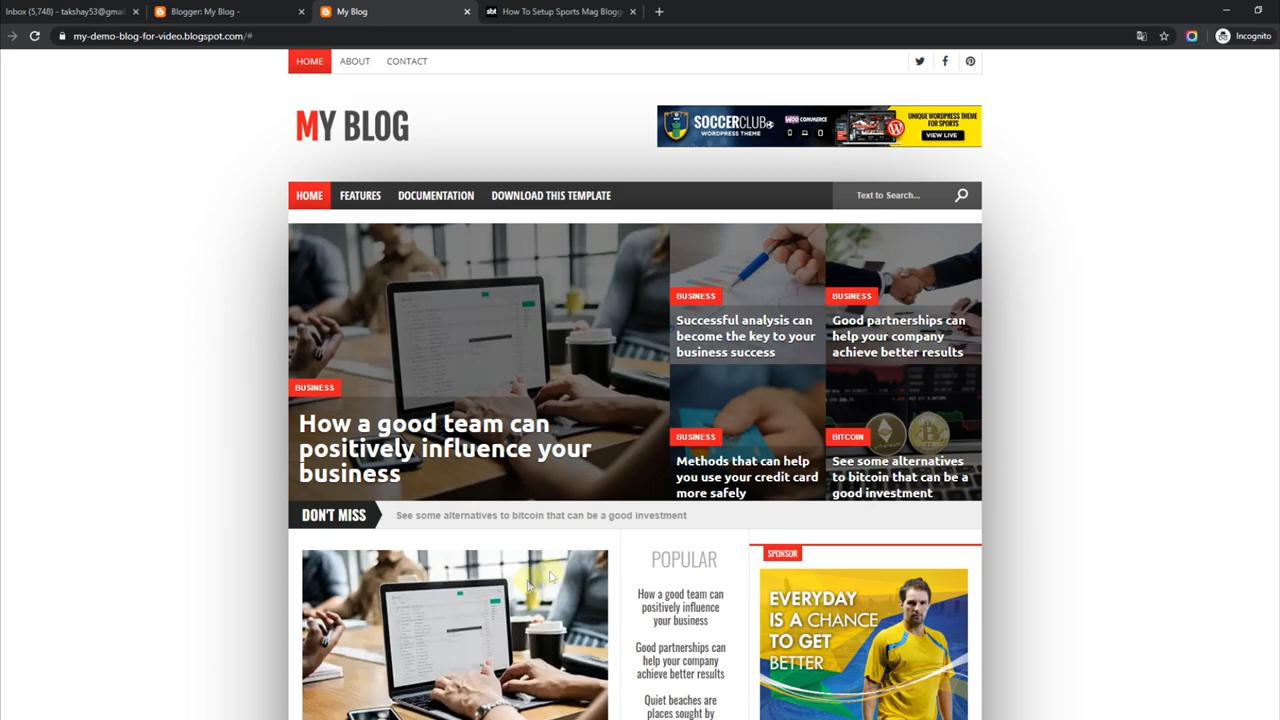 Inbox (5,748) - takshay53@gmai
Blogger: My Blog -
My Blog
How To Setup Sports Mag Blogg
my-demo-blog-for-video.blogspot.com/#
Incognito
HOME
ABOUT
CONTACT
MY BLOG
SOCCERCLUB
WORDPRESS THEME
WOO COMMERCE
UNIQUE WORDPRESS THEME
FOR SPORTS
VIEW LIVE
HOME
FEATURES
DOCUMENTATION
DOWNLOAD THIS TEMPLATE
Text to Search...
BUSINESS
How a good team can
positively influence your
business
BUSINESS
Successful analysis can
become the key to your
business success
BUSINESS
Good partnerships can
help your company
achieve better results
BUSINESS
Methods that can help
you use your credit card
more safely
BITCOIN
See some alternatives
to bitcoin that can be a
good investment
DON'T MISS
See some alternatives to bitcoin that can be a good investment
POPULAR
How a good team can
positively influence
your business
Good partnerships can
help your company
achieve better results
Quiet beaches are
places sought by
SPONSOR
EVERYDAY
IS A CHANCE
TO GET
BETTER